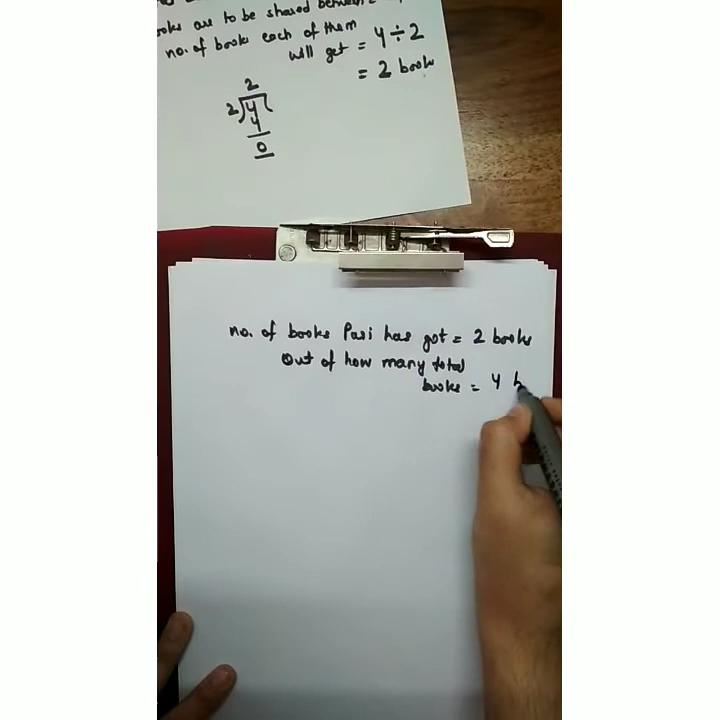 books are to be shared between
no. of books each of them
will get = 4 ÷ 2
= 2 books
2
2 4
4
0
no. of books Pari has got = 2 books
out of how many total
books = 4 b